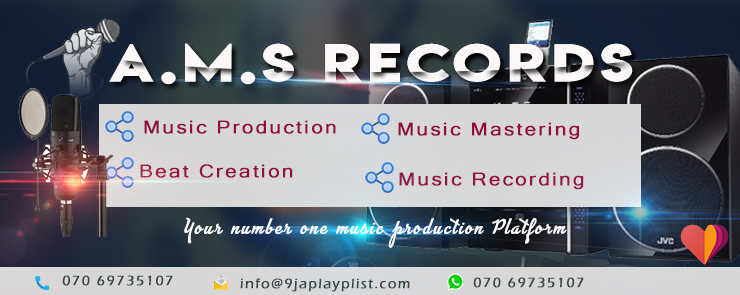 A.M.S RECORDS
Music Production
Music Mastering
Beat Creation
Music Recording
Your number one music production Platform
JVC
070 69735107
info@9japlayplist.com
070 69735107